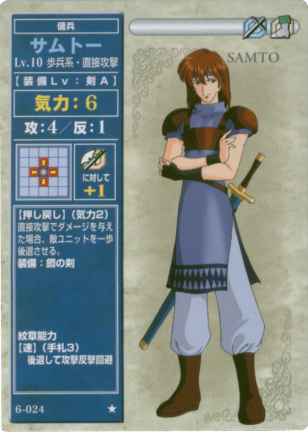 傭兵
サムトー
Lv.10 歩兵系・直接攻撃
【装備Lv:剣A】
気力:6
攻:4/反:1
に対して
+1
【押し戻し】(気力2)
直接攻撃でダメージを与え
た場合、敵ユニットを一歩
後退させる。
装備:鋼の剣
紋章能力
【速】(手札3)
後退して攻撃反撃回避
6-024
★
SAMTO